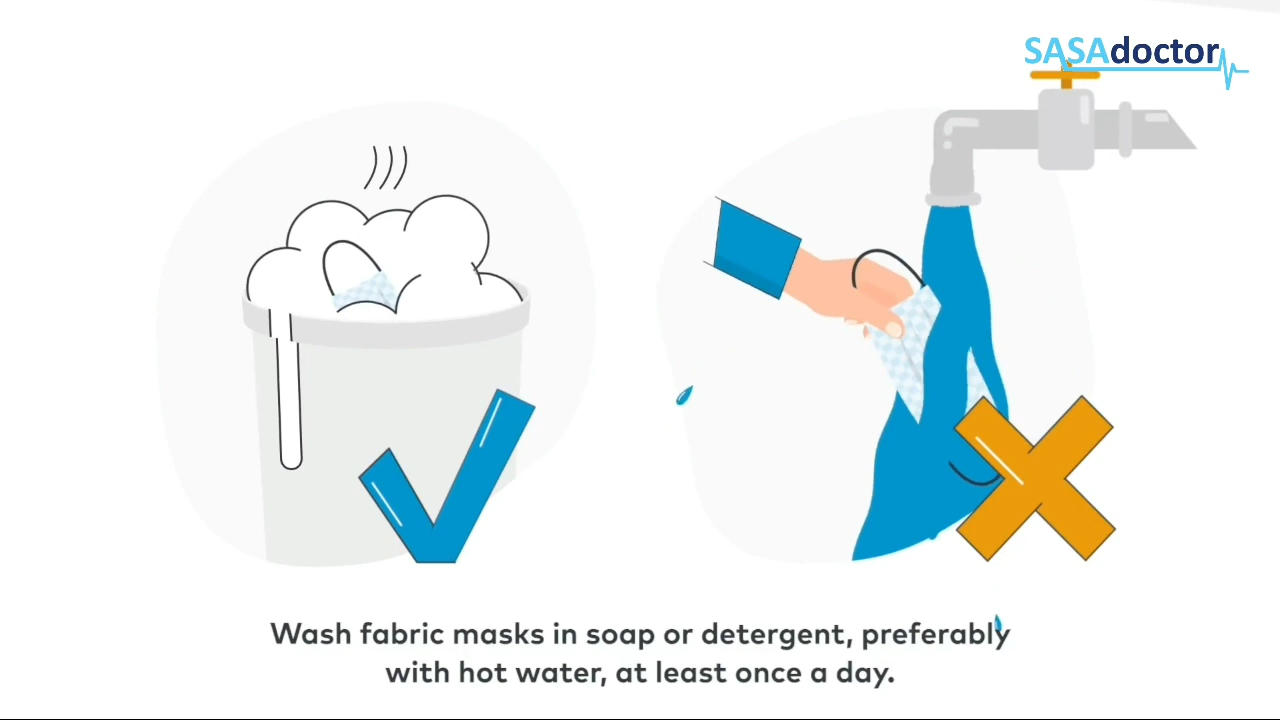 SASAdoctor
Wash fabric masks in soap or detergent, preferably
with hot water, at least once a day.